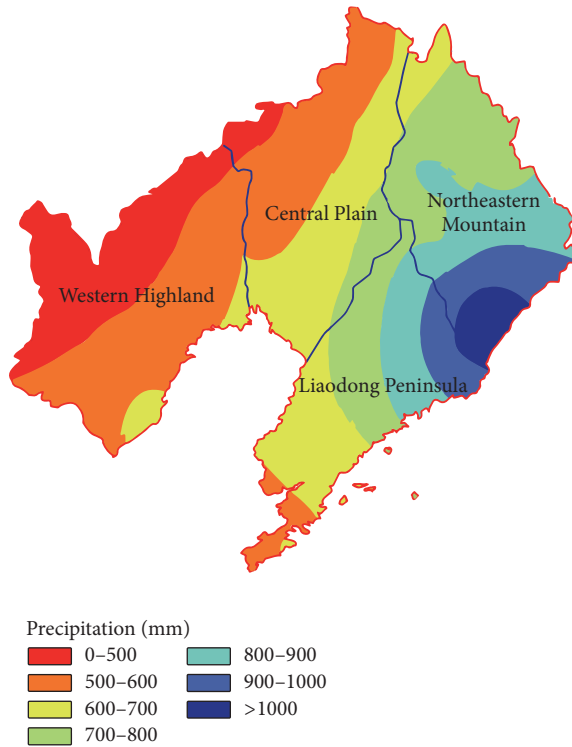 Central Plain
Northeastern
Mountain
Western Highland
Liaodong Peninsula
Precipitation (mm)
0–500
500–600
600–700
700–800
800–900
900–1000
>1000